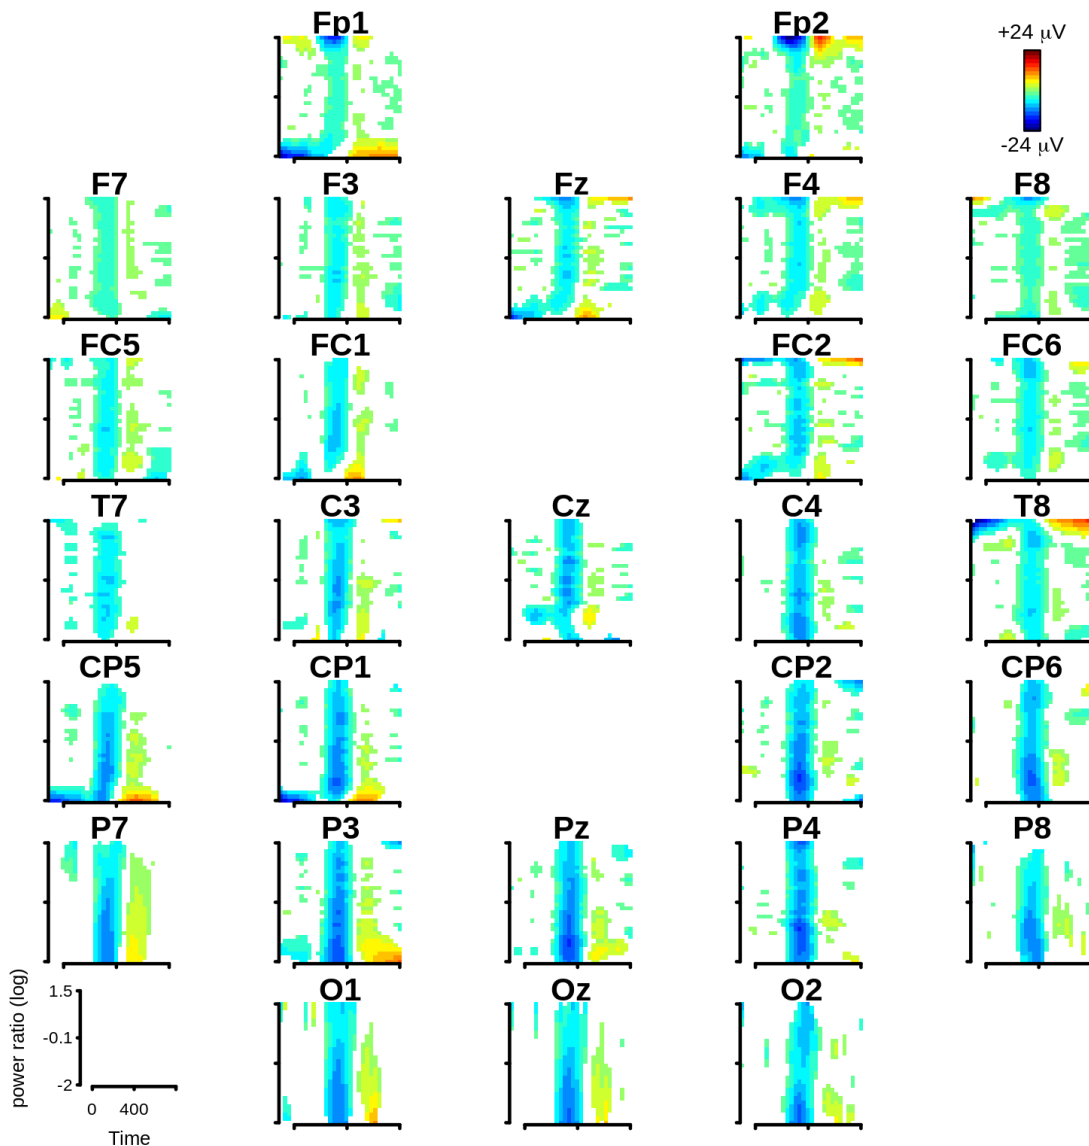 Fp1 Fp2
+24 µV
-24 µV
F7 F3 Fz F4 F8
FC5 FC1 FC2 FC6
T7 C3 Cz C4 T8
CP5 CP1 CP2 CP6
P7 P3 Pz P4 P8
O1 Oz O2
power ratio (log)
1.5
-0.1
-2
0 400
Time